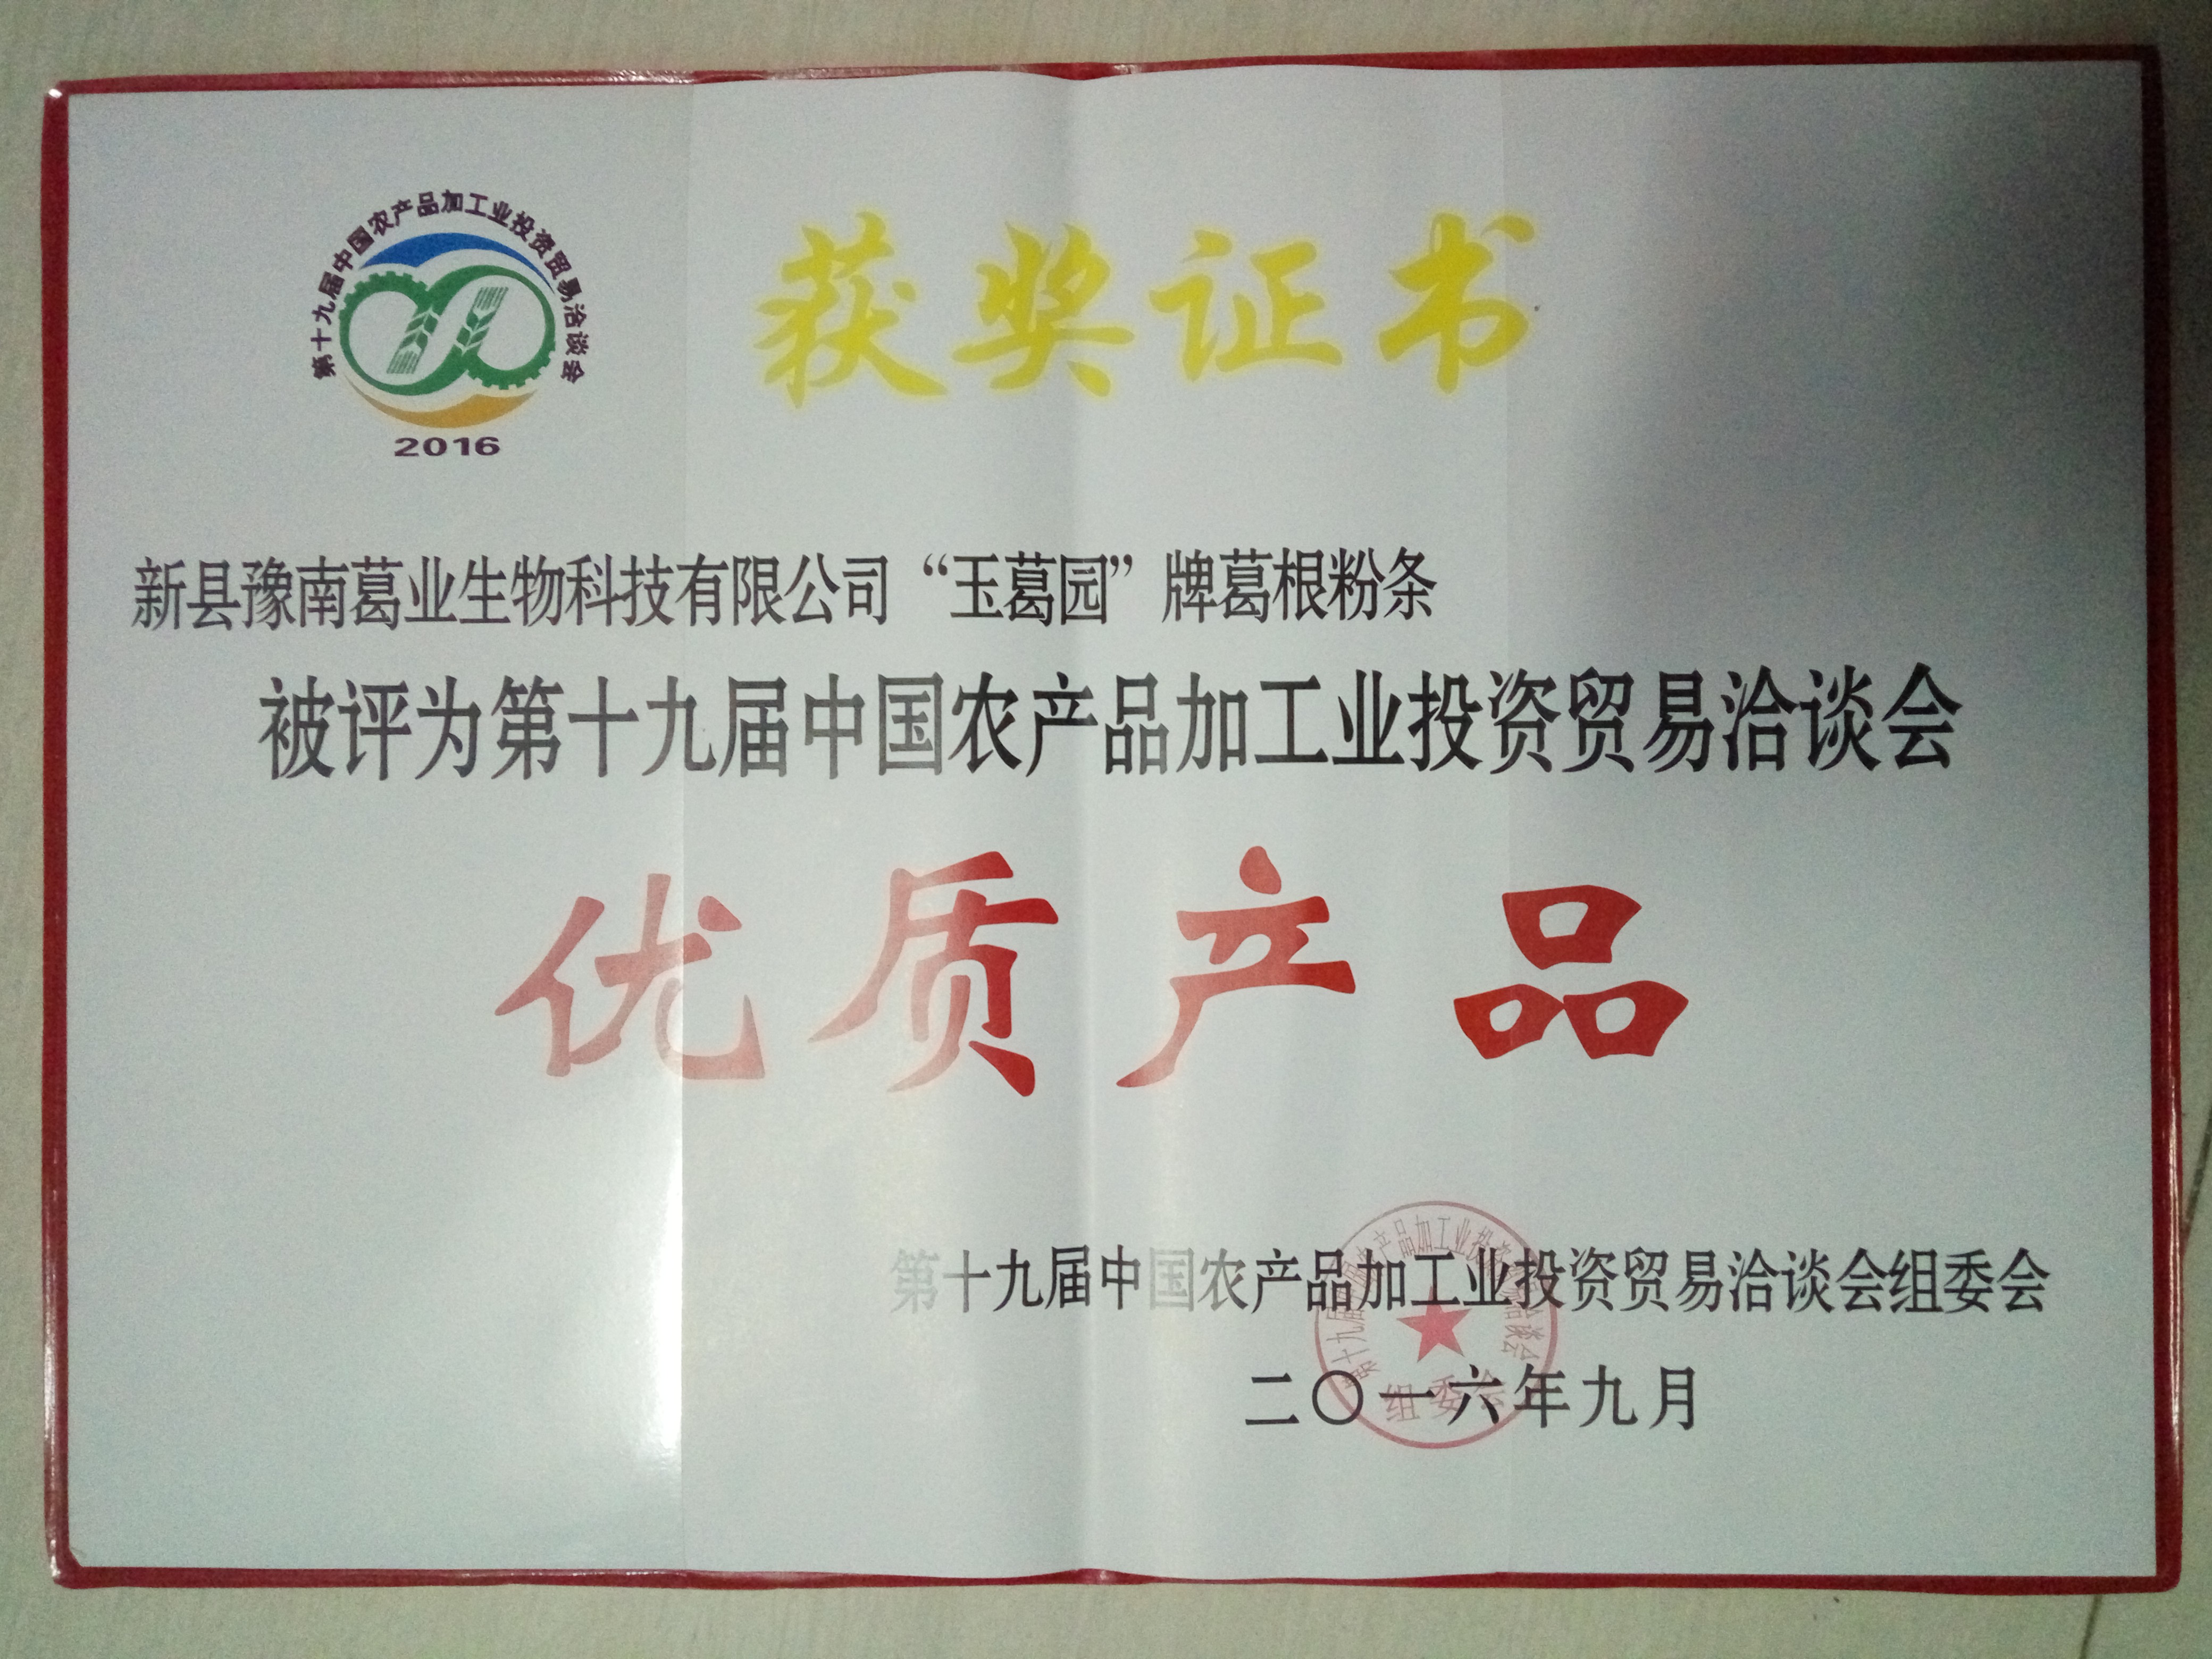 第十九届中国农产品加工业投资贸易洽谈会
2016
获奖证书
新县豫南葛业生物科技有限公司“玉葛园”牌葛根粉条
被评为第十九届中国农产品加工业投资贸易洽谈会
优质产品
第十九届中国农产品加工业投资贸易洽谈会组委会
二〇一六年九月
组委会